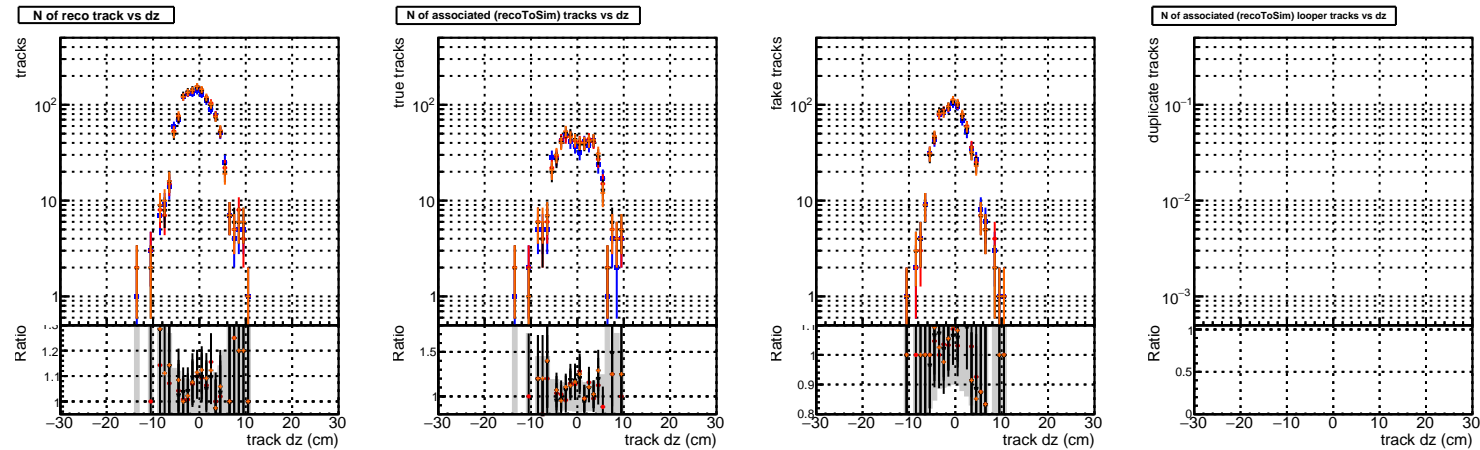 N of reco track vs dz
tracks
10²
10
1
Ratio
1.3
1.2
1.1
1
−30 −20 −10 0 10 20 30
track dz (cm)
N of associated (recoToSim) tracks vs dz
true tracks
10²
10
1
Ratio
1.5
1
−30 −20 −10 0 10 20 30
track dz (cm)
fake tracks
10²
10
1
Ratio
1.1
1
0.9
0.8
−30 −20 −10 0 10 20 30
track dz (cm)
N of associated (recoToSim) looper tracks vs dz
duplicate tracks
10⁻¹
10⁻²
10⁻³
Ratio
1
0.5
0
−30 −20 −10 0 10 20 30
track dz (cm)